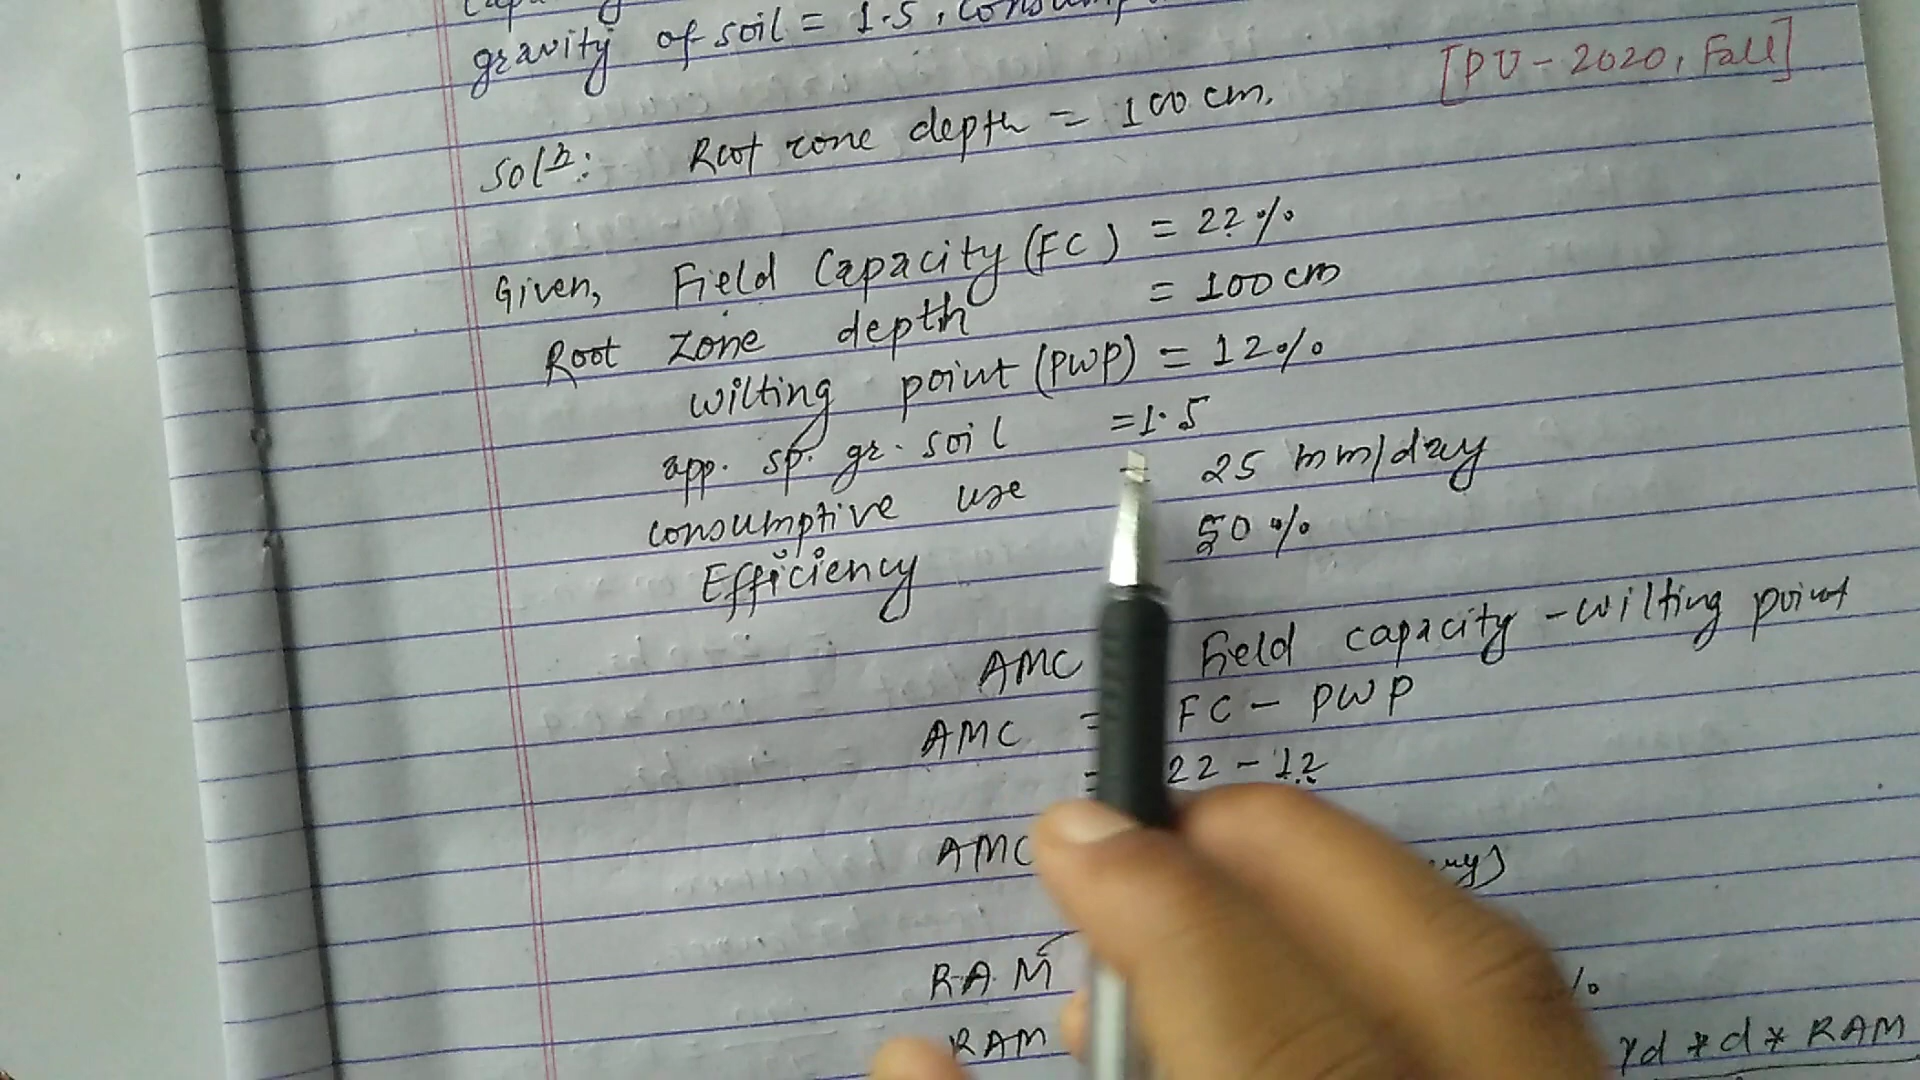 gravity of soil = 1.5,
[PU - 2020, Fall]
Solⁿ: Root zone depth = 100 cm.
Given, Field Capacity (FC) = 22%
Root zone depth = 100 cm
wilting point (PWP) = 12%
app. sp. gr. soil = 1.5
consumptive use = 25 mm/day
Efficiency 50%
AMC Field capacity - wilting point
AMC = FC - PWP
= 22 - 12
AMC
RAM %
RAM γd * d * RAM